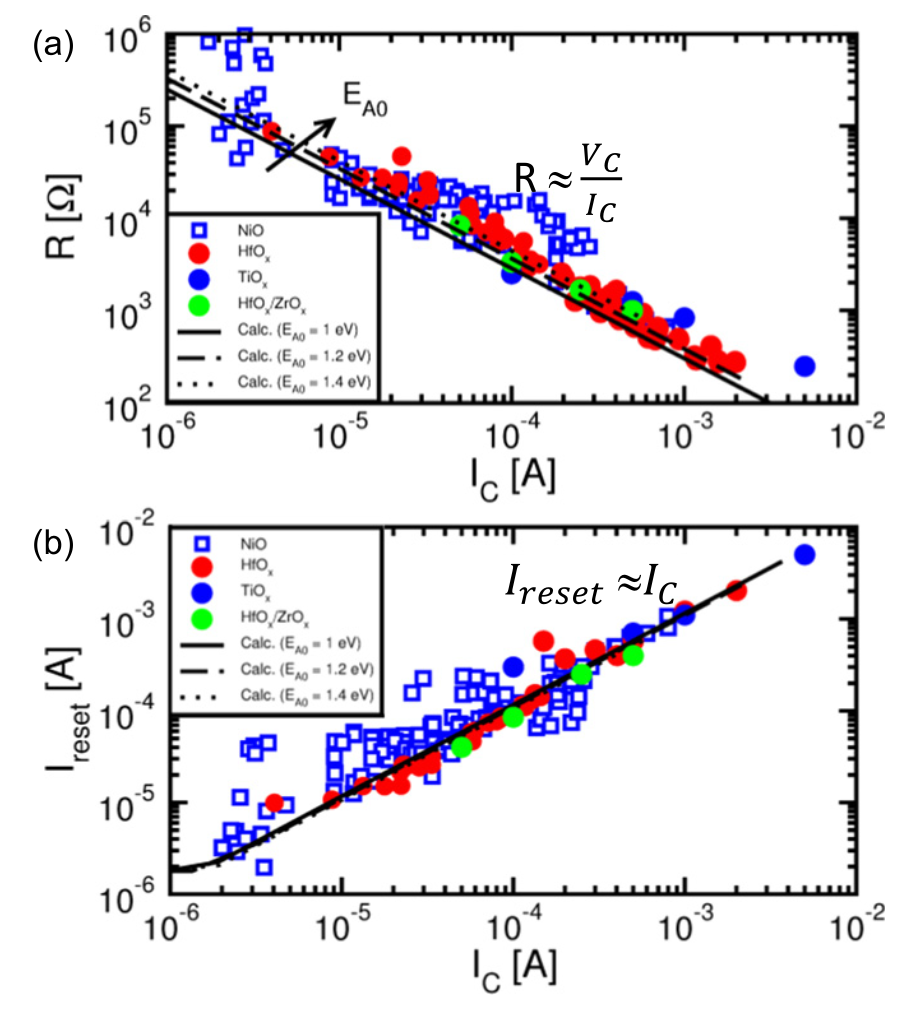 (a)
10^6
10^5
10^4
10^3
10^2
R [Ω]
E_A0
R ≈ V_C / I_C
NiO
HfO_x
TiO_x
HfO_x/ZrO_x
Calc. (E_A0 = 1 eV)
Calc. (E_A0 = 1.2 eV)
Calc. (E_A0 = 1.4 eV)
10^-6 10^-5 10^-4 10^-3 10^-2
I_C [A]
(b)
10^-2
10^-3
10^-4
10^-5
10^-6
I_reset [A]
I_reset ≈ I_C
NiO
HfO_x
TiO_x
HfO_x/ZrO_x
Calc. (E_A0 = 1 eV)
Calc. (E_A0 = 1.2 eV)
Calc. (E_A0 = 1.4 eV)
10^-6 10^-5 10^-4 10^-3 10^-2
I_C [A]